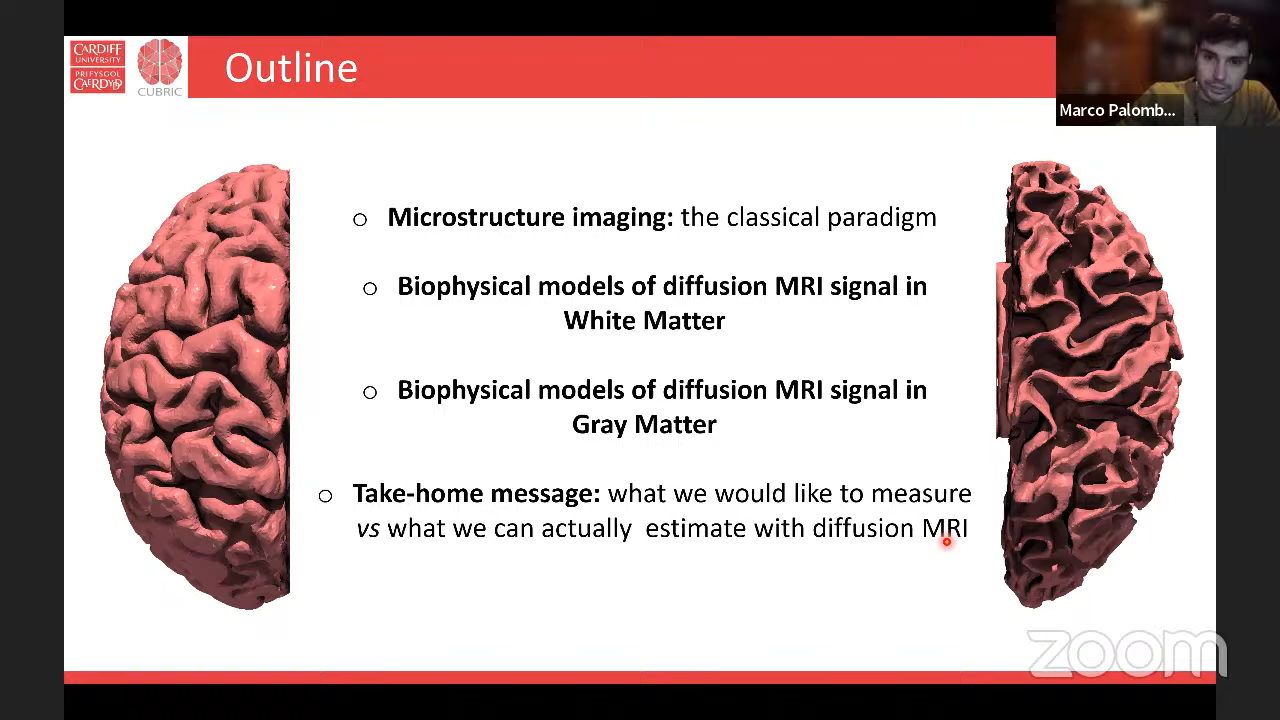 CARDIFF
UNIVERSITY
PRIFYSGOL
CAERDYDD
CUBRIC
Outline
Marco Palomb...
o Microstructure imaging: the classical paradigm
o Biophysical models of diffusion MRI signal in
White Matter
o Biophysical models of diffusion MRI signal in
Gray Matter
o Take-home message: what we would like to measure
vs what we can actually estimate with diffusion MRI
zoom